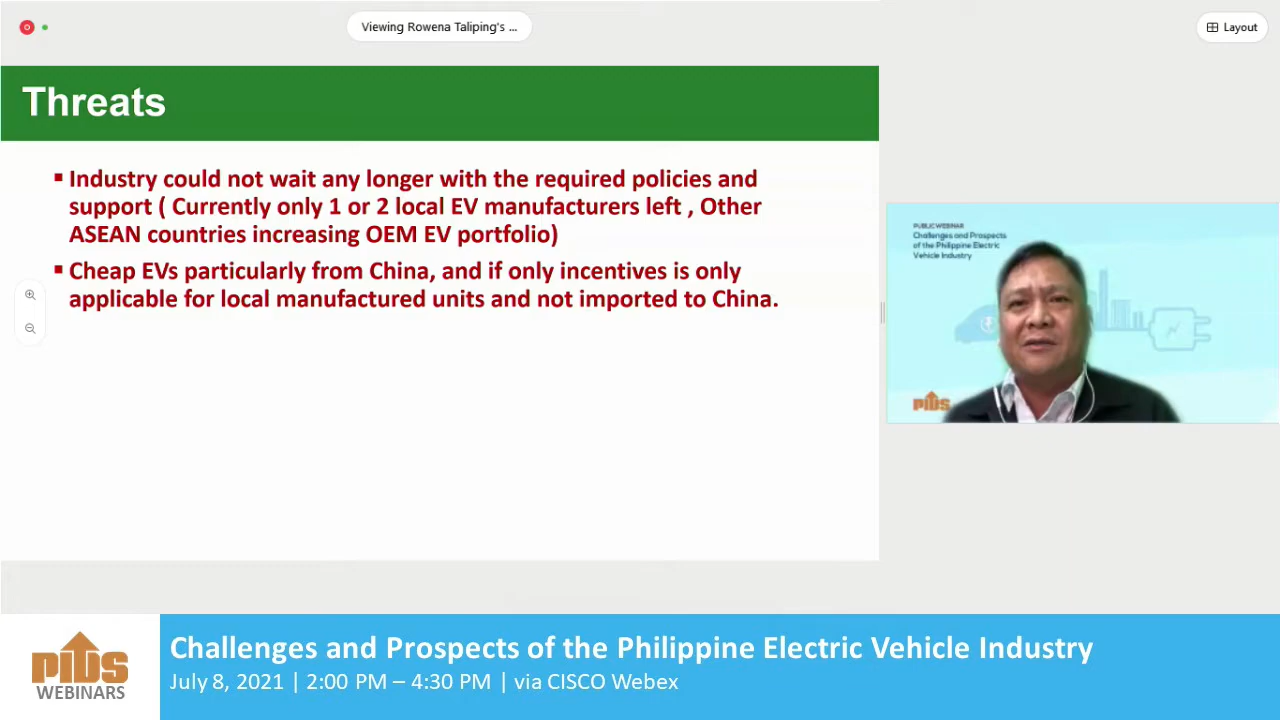 Viewing Rowena Taliping's ...
Layout
Threats
▪ Industry could not wait any longer with the required policies and
support ( Currently only 1 or 2 local EV manufacturers left , Other
ASEAN countries increasing OEM EV portfolio)
▪ Cheap EVs particularly from China, and if only incentives is only
applicable for local manufactured units and not imported to China.
PUBLIC WEBINAR
Challenges and Prospects
of the Philippine Electric
Vehicle Industry
PIDS
PIDS
WEBINARS
Challenges and Prospects of the Philippine Electric Vehicle Industry
July 8, 2021 | 2:00 PM – 4:30 PM | via CISCO Webex